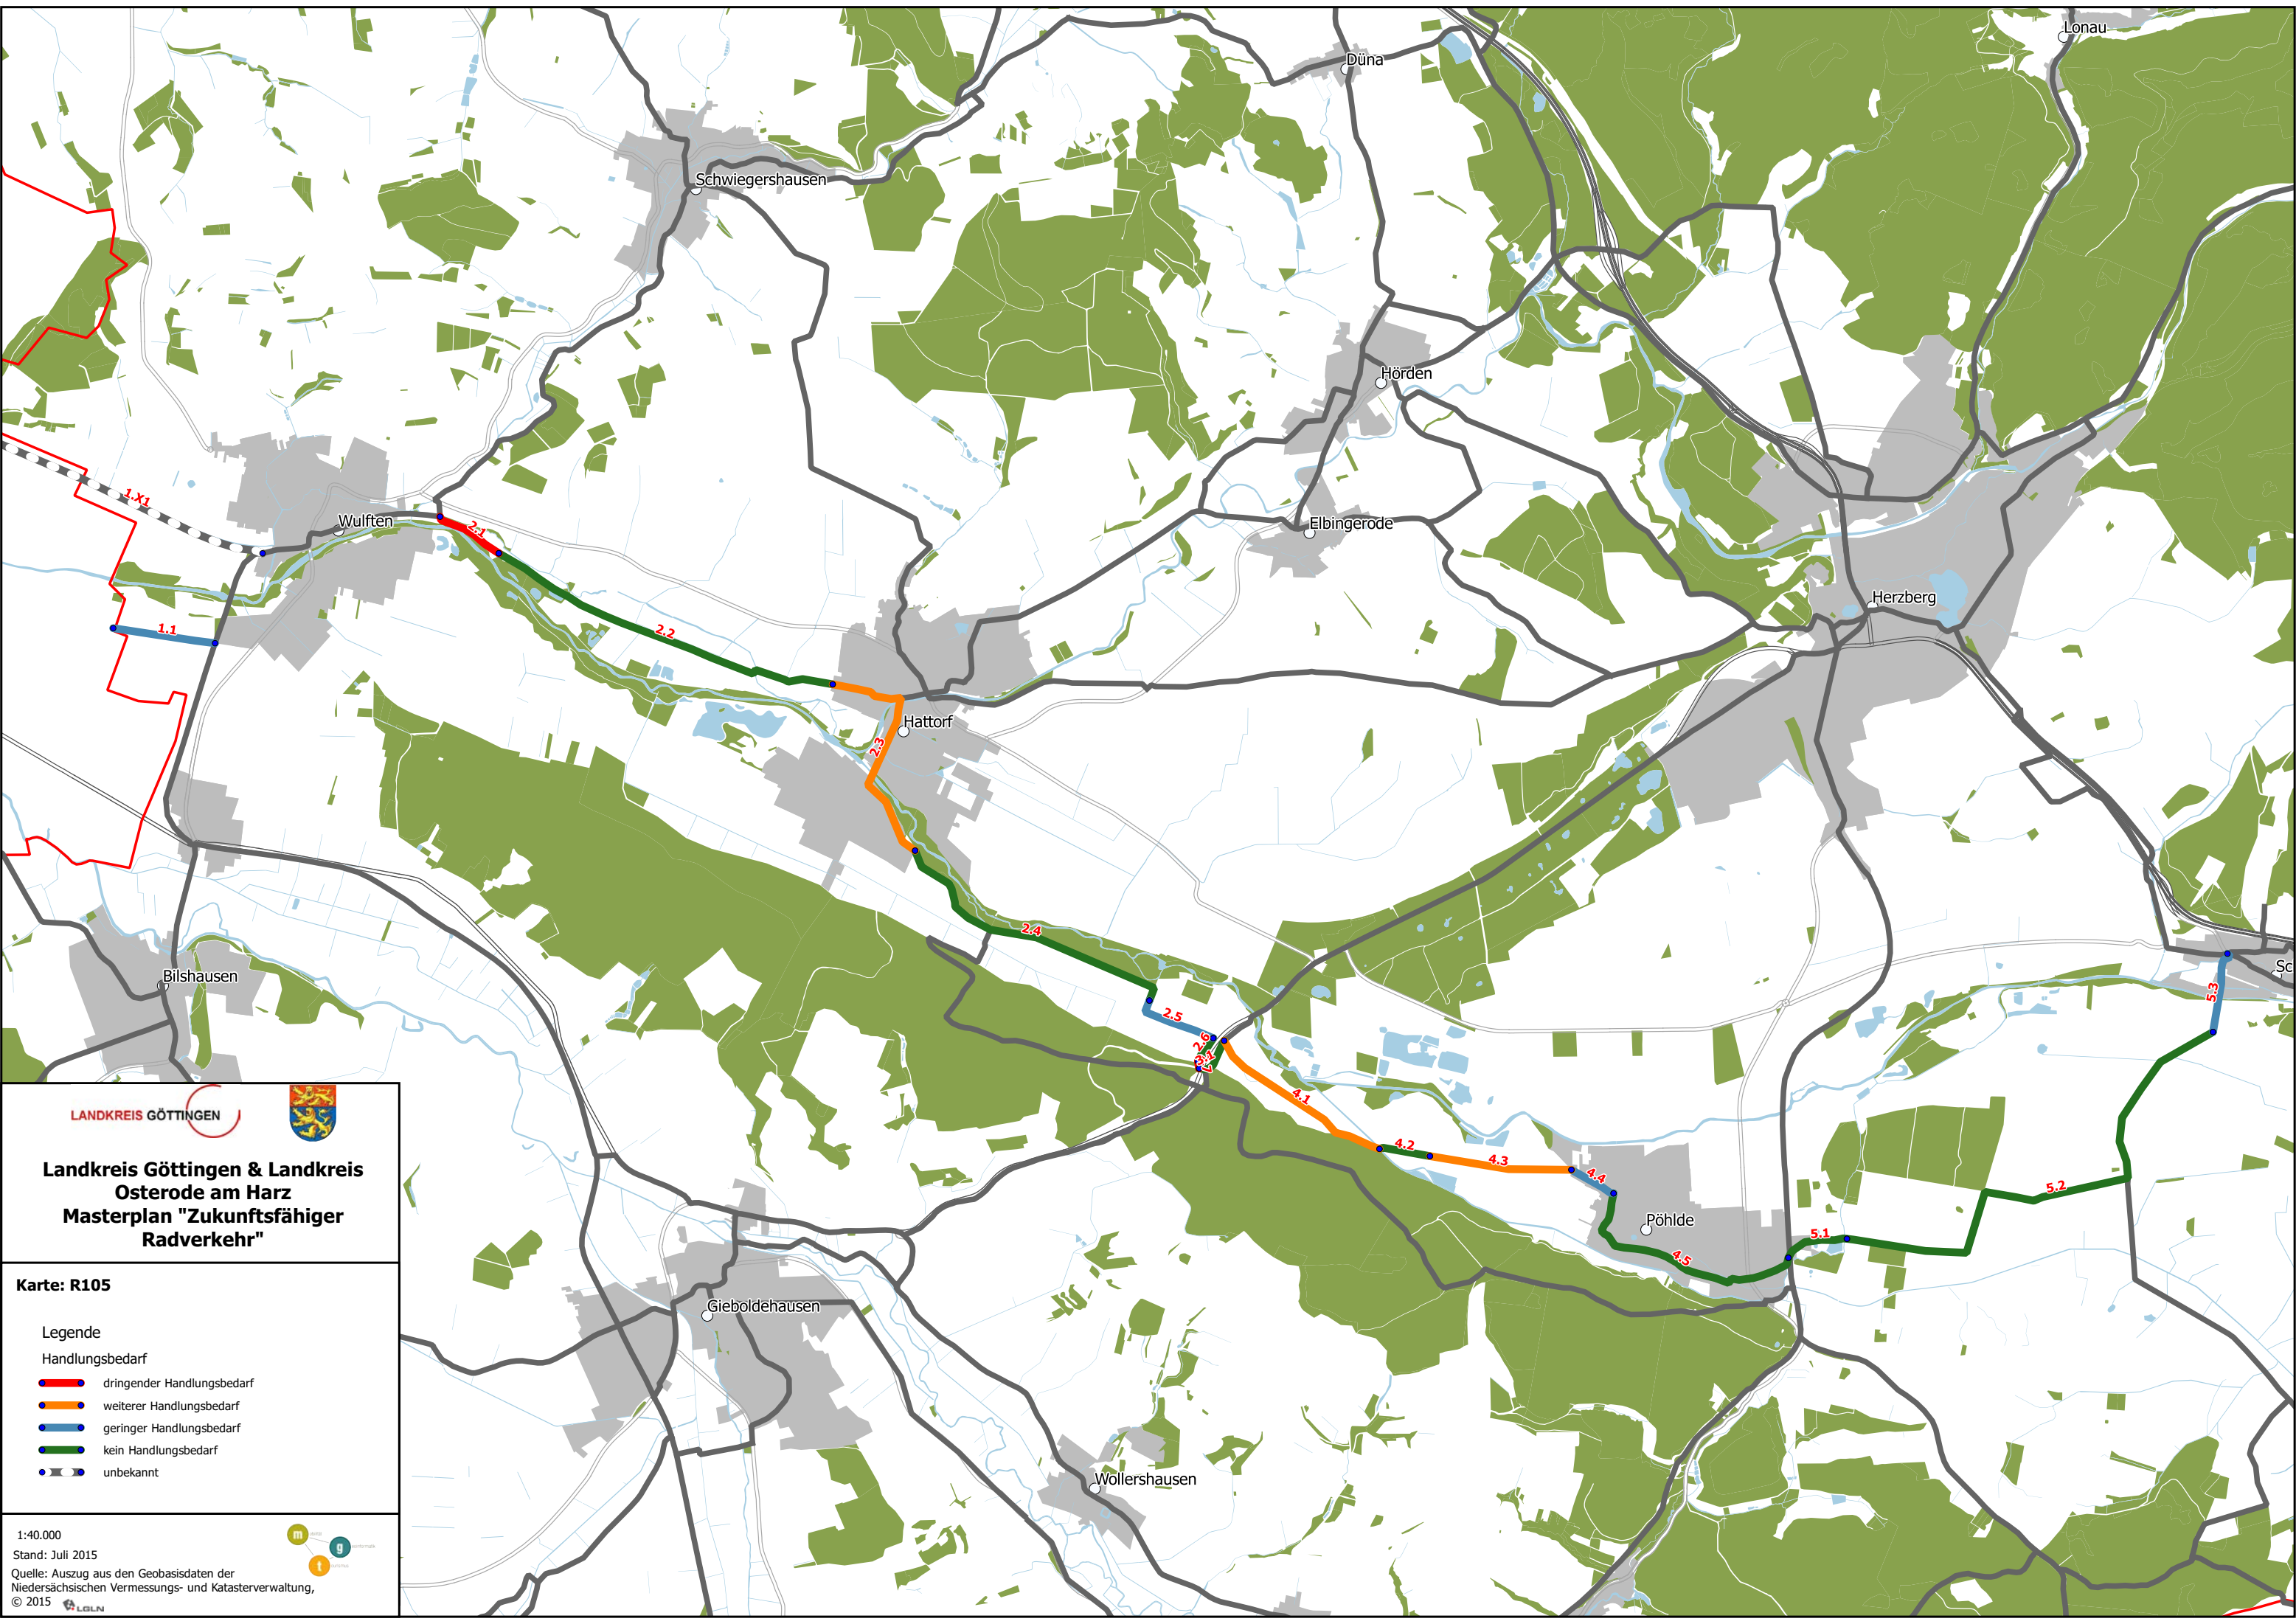 Lonau
Düna
Schwiegershausen
Hörden
1.X1
Wulften
2.1
Elbingerode
Herzberg
1.1
2.2
Hattorf
2.3
2.4
Bilshausen
Sc
5.3
2.5
2.6
3.1
4.1
4.2
4.3
4.4
5.2
Pöhlde
5.1
4.5
Gieboldehausen
Wollershausen
LANDKREIS GÖTTINGEN
Landkreis Göttingen & Landkreis
Osterode am Harz
Masterplan "Zukunftsfähiger
Radverkehr"
Karte: R105
Legende
Handlungsbedarf
dringender Handlungsbedarf
weiterer Handlungsbedarf
geringer Handlungsbedarf
kein Handlungsbedarf
unbekannt
1:40.000
Stand: Juli 2015
Quelle: Auszug aus den Geobasisdaten der
Niedersächsischen Vermessungs- und Katasterverwaltung,
© 2015 LGLN
m
g
t